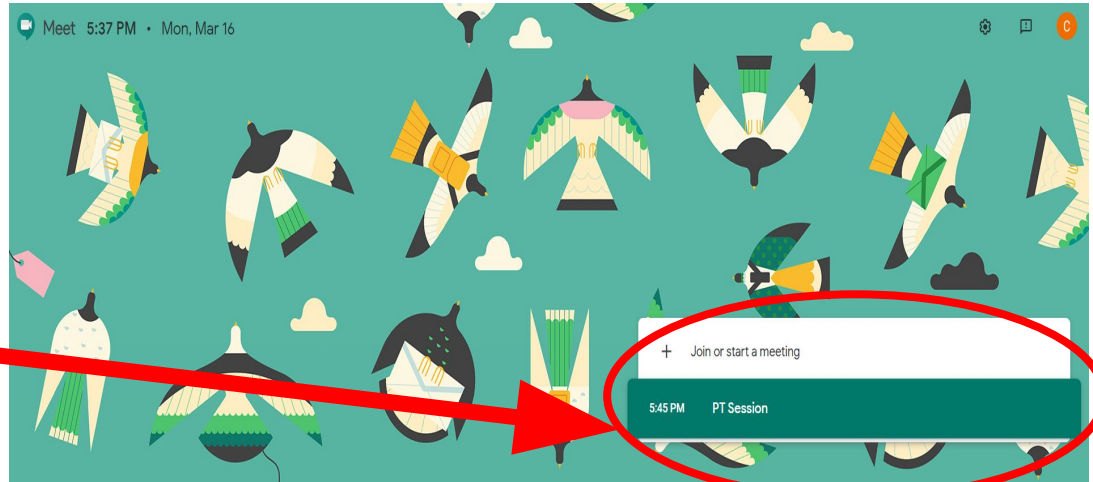 Meet 5:37 PM • Mon, Mar 16
C
Join or start a meeting
5:45 PM PT Session